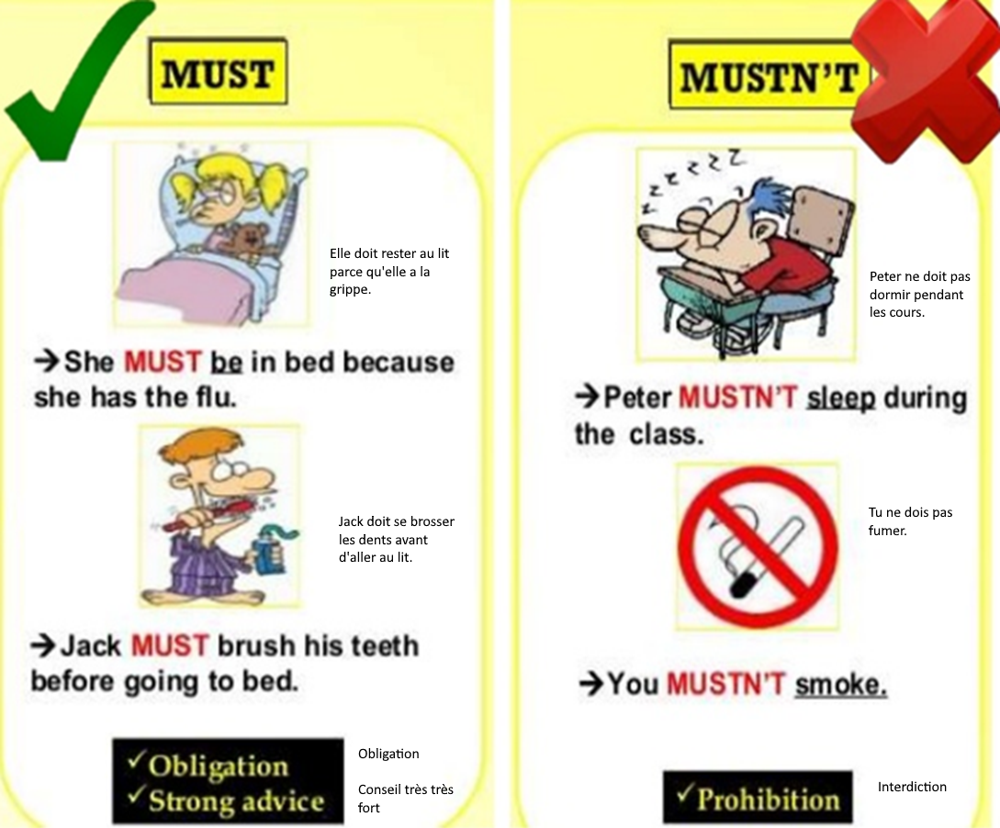 MUST
Elle doit rester au lit
parce qu'elle a la
grippe.
→She MUST be in bed because
she has the flu.
Jack doit se brosser
les dents avant
d'aller au lit.
→Jack MUST brush his teeth
before going to bed.
✓Obligation
✓Strong advice
Obligation
Conseil très très
fort
MUSTN'T
z z z z z z
Peter ne doit pas
dormir pendant
les cours.
→Peter MUSTN'T sleep during
the class.
Tu ne dois pas
fumer.
→You MUSTN'T smoke.
✓Prohibition
Interdiction